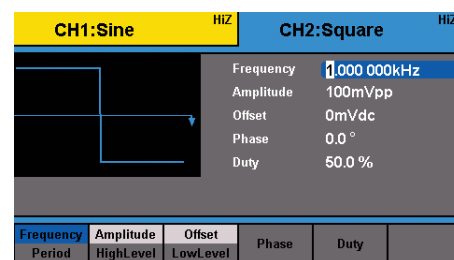 CH1:Sine HiZ CH2:Square HiZ
Frequency 1.000 000kHz
Amplitude 100mVpp
Offset 0mVdc
Phase 0.0 °
Duty 50.0 %
Frequency Amplitude Offset Phase Duty
Period HighLevel LowLevel